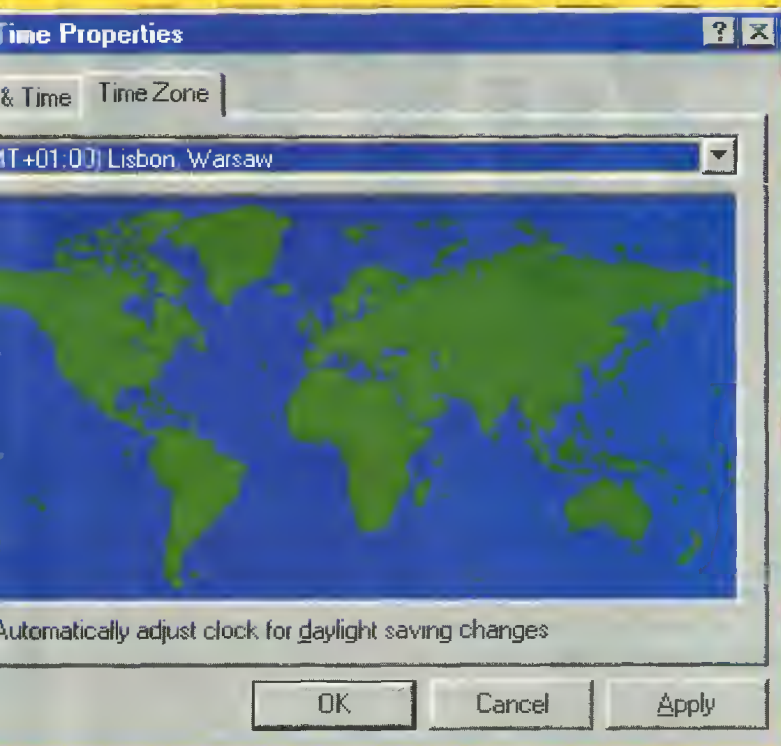 Time Properties
& Time Time Zone
MT+01:00) Lisbon, Warsaw
Automatically adjust clock for daylight saving changes
OK Cancel Apply